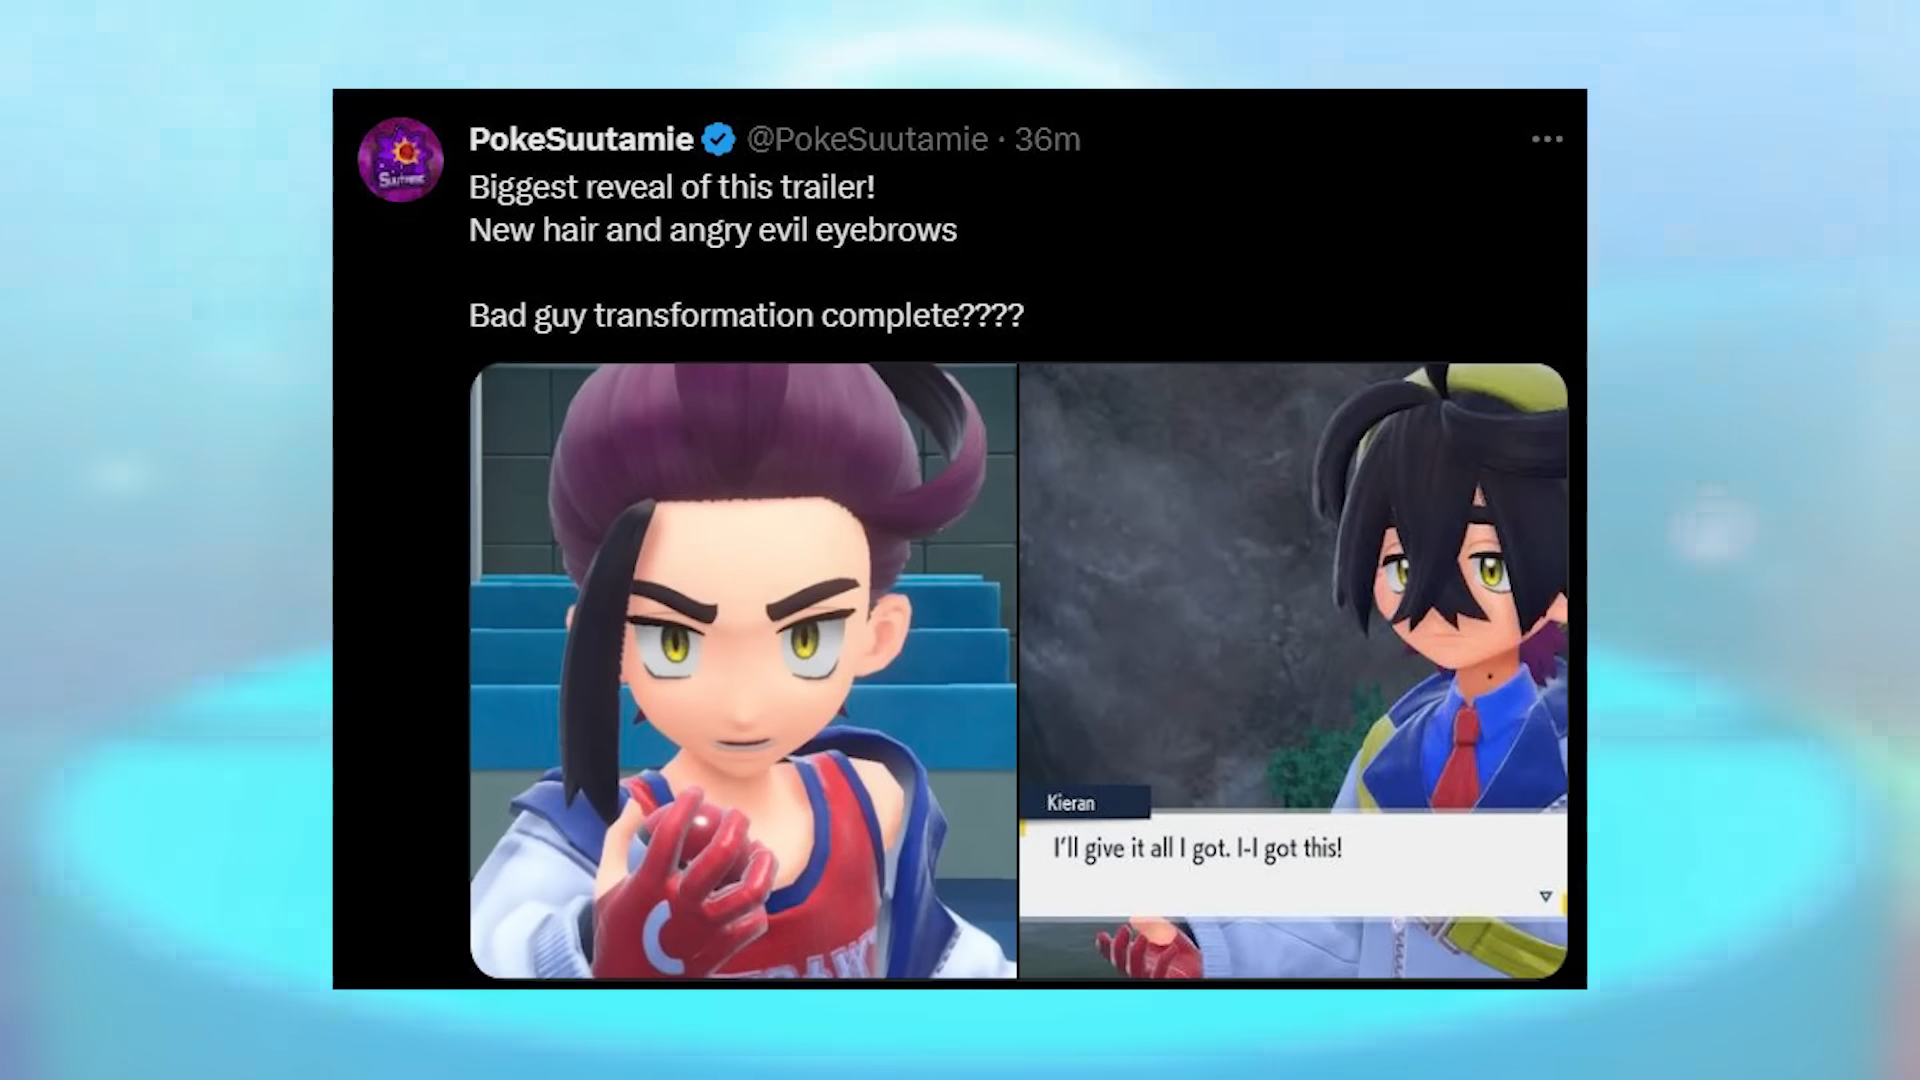 PokeSuutamie @PokeSuutamie · 36m
Biggest reveal of this trailer!
New hair and angry evil eyebrows
Bad guy transformation complete????
Kieran
I'll give it all I got. I-I got this!